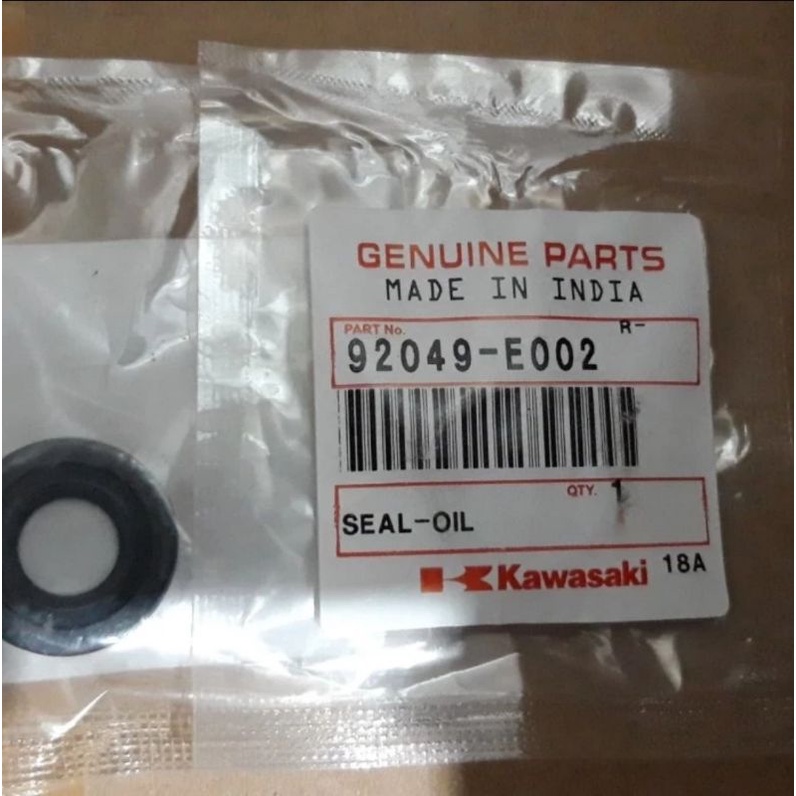 GENUINE PARTS
MADE IN INDIA
PART No. R-
92049-E002
QTY. 1
SEAL-OIL
Kawasaki 18A